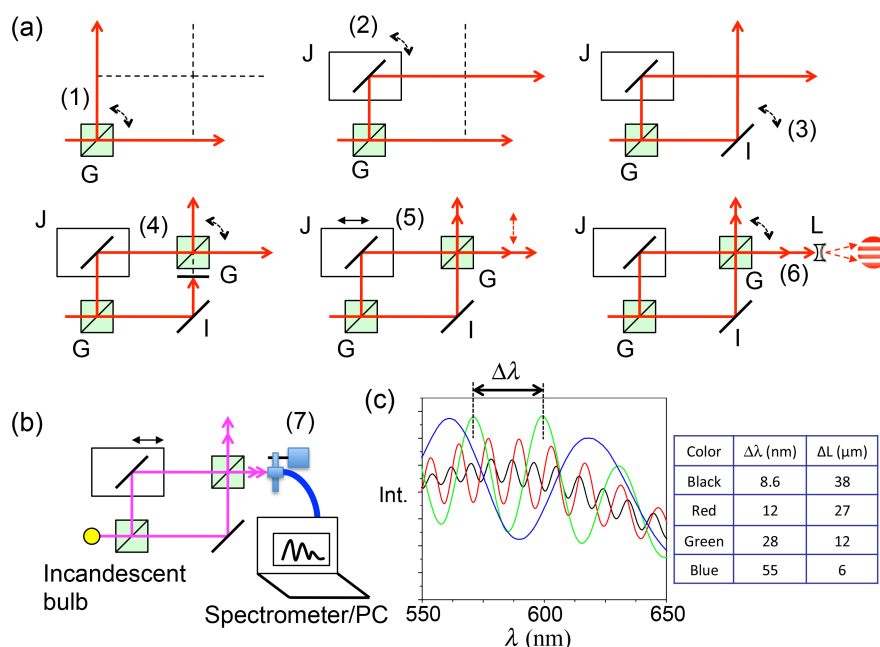 (a)
(1)
G
J
(2)
G
J
(3)
I
G
J
(4)
G
I
G
J
(5)
G
I
G
J
L
(6)
G
I
G
(b)
(7)
Incandescent
bulb
Spectrometer/PC
(c)
Δλ
Int.
550 600 650
λ (nm)
Color Δλ (nm) ΔL (μm)
Black 8.6 38
Red 12 27
Green 28 12
Blue 55 6